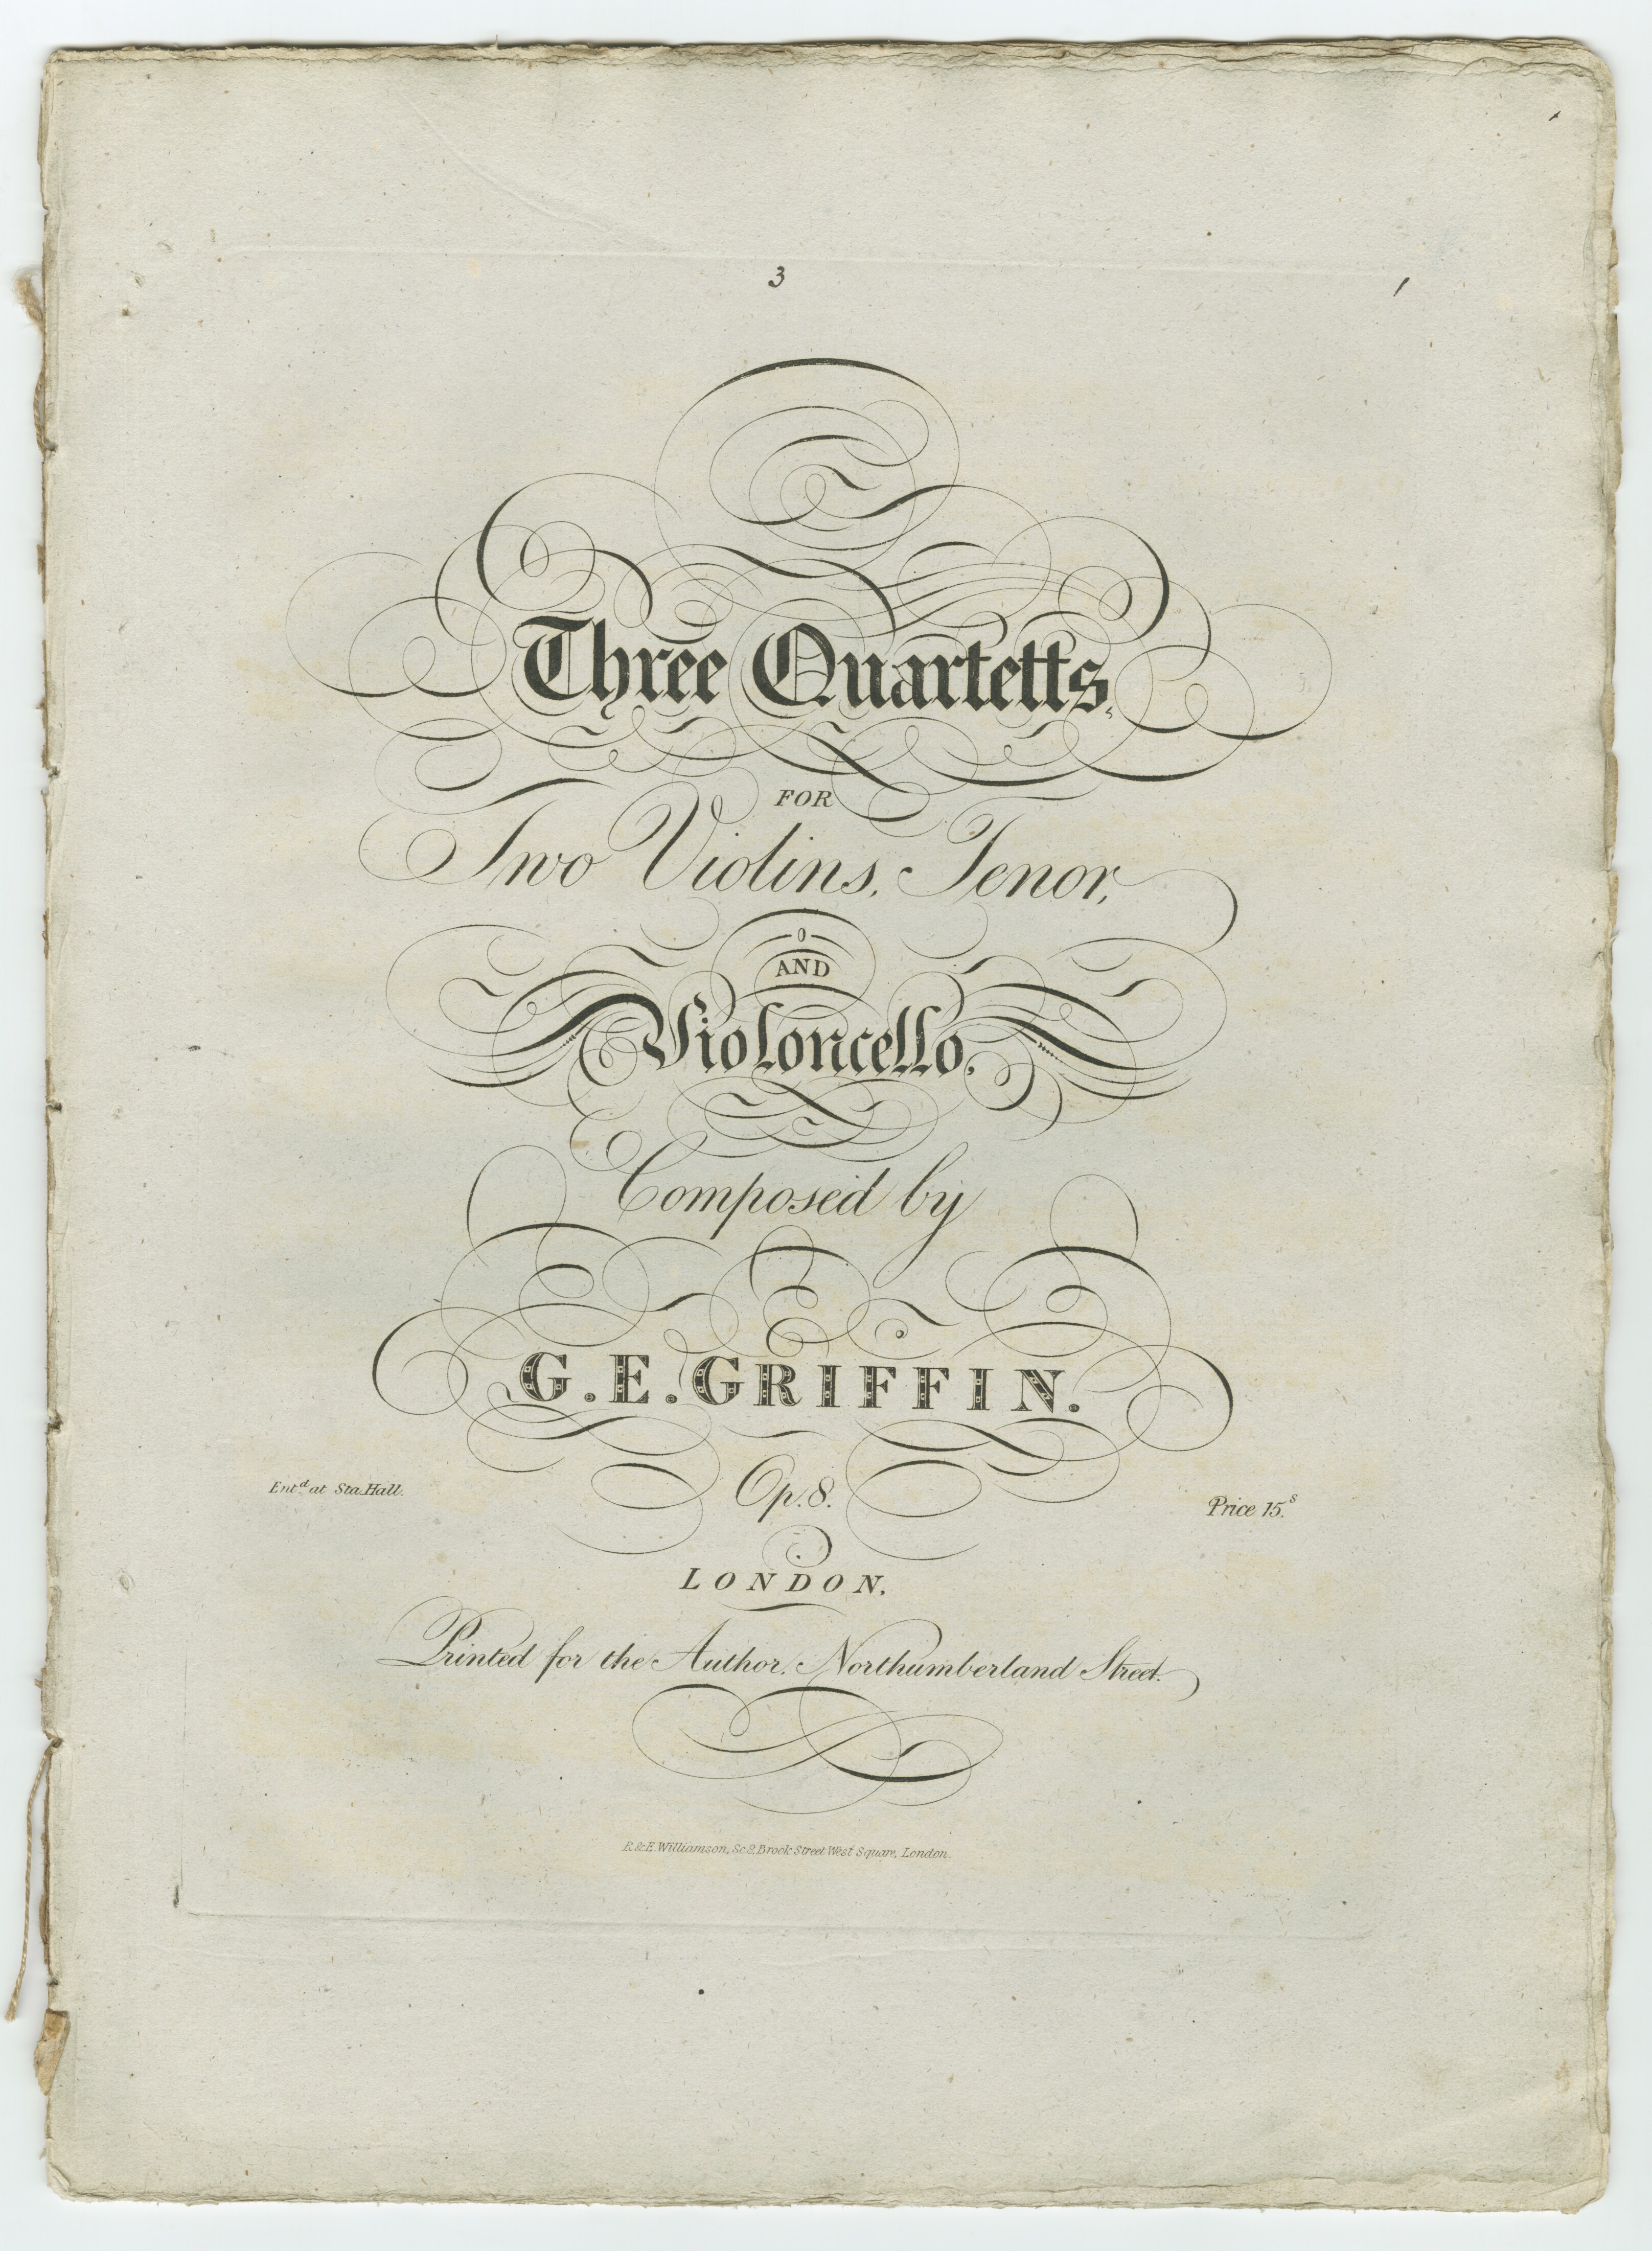 3
1
Three Quartetts,
FOR
Two Violins, Tenor,
AND
Violoncello,
Composed by
G. E. GRIFFIN.
Op. 8.
Ent.d at Sta. Hall.
Price 15.s
LONDON,
Printed for the Author, Northumberland Street.
R. & E. Williamson, Sc. 2, Brook Street West Square, London.